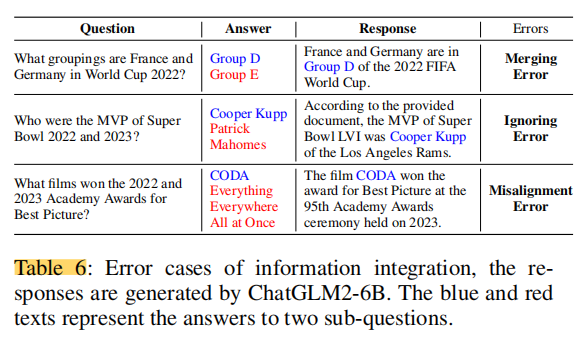 Question Answer Response Errors
What groupings are France and Germany in World Cup 2022? Group D Group E France and Germany are in Group D of the 2022 FIFA World Cup. Merging Error
Who were the MVP of Super Bowl 2022 and 2023? Cooper Kupp Patrick Mahomes According to the provided document, the MVP of Super Bowl LVI was Cooper Kupp of the Los Angeles Rams. Ignoring Error
What films won the 2022 and 2023 Academy Awards for Best Picture? CODA Everything Everywhere All at Once The film CODA won the award for Best Picture at the 95th Academy Awards ceremony held on 2023. Misalignment Error
Table 6: Error cases of information integration, the re-
sponses are generated by ChatGLM2-6B. The blue and red
texts represent the answers to two sub-questions.